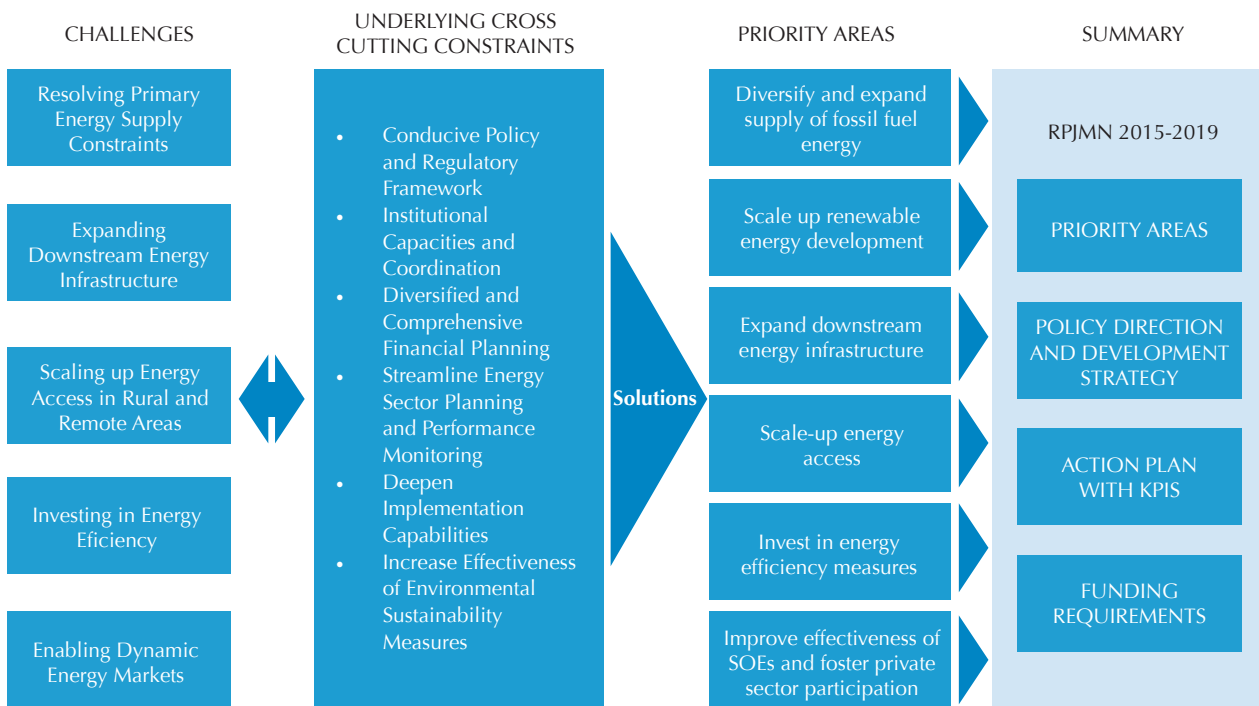 CHALLENGES
Resolving Primary
Energy Supply
Constraints
Expanding
Downstream Energy
Infrastructure
Scaling up Energy
Access in Rural and
Remote Areas
Investing in Energy
Eficiency
Enabling Dynamic
Energy Markets
UNDERLYING CROSS
CUTTING CONSTRAINTS
• Conducive Policy
and Regulatory
Framework
• Institutional
Capacities and
Coordination
• Diversified and
Comprehensive
Financial Planning
• Streamline Energy
Sector Planning
and Performance
Monitoring
• Deepen
Implementation
Capabilities
• Increase Effectiveness
of Environmental
Sustainability
Measures
Solutions
PRIORITY AREAS
Diversify and expand
supply of fossil fuel
energy
Scale up renewable
energy development
Expand downstream
energy infrastructure
Scale-up energy
access
Invest in energy
efficiency measures
Improve effectiveness of
SOEs and foster private
sector participation
SUMMARY
RPJMN 2015-2019
PRIORITY AREAS
POLICY DIRECTION
AND DEVELOPMENT
STRATEGY
ACTION PLAN
WITH KPIS
FUNDING
REQUIREMENTS